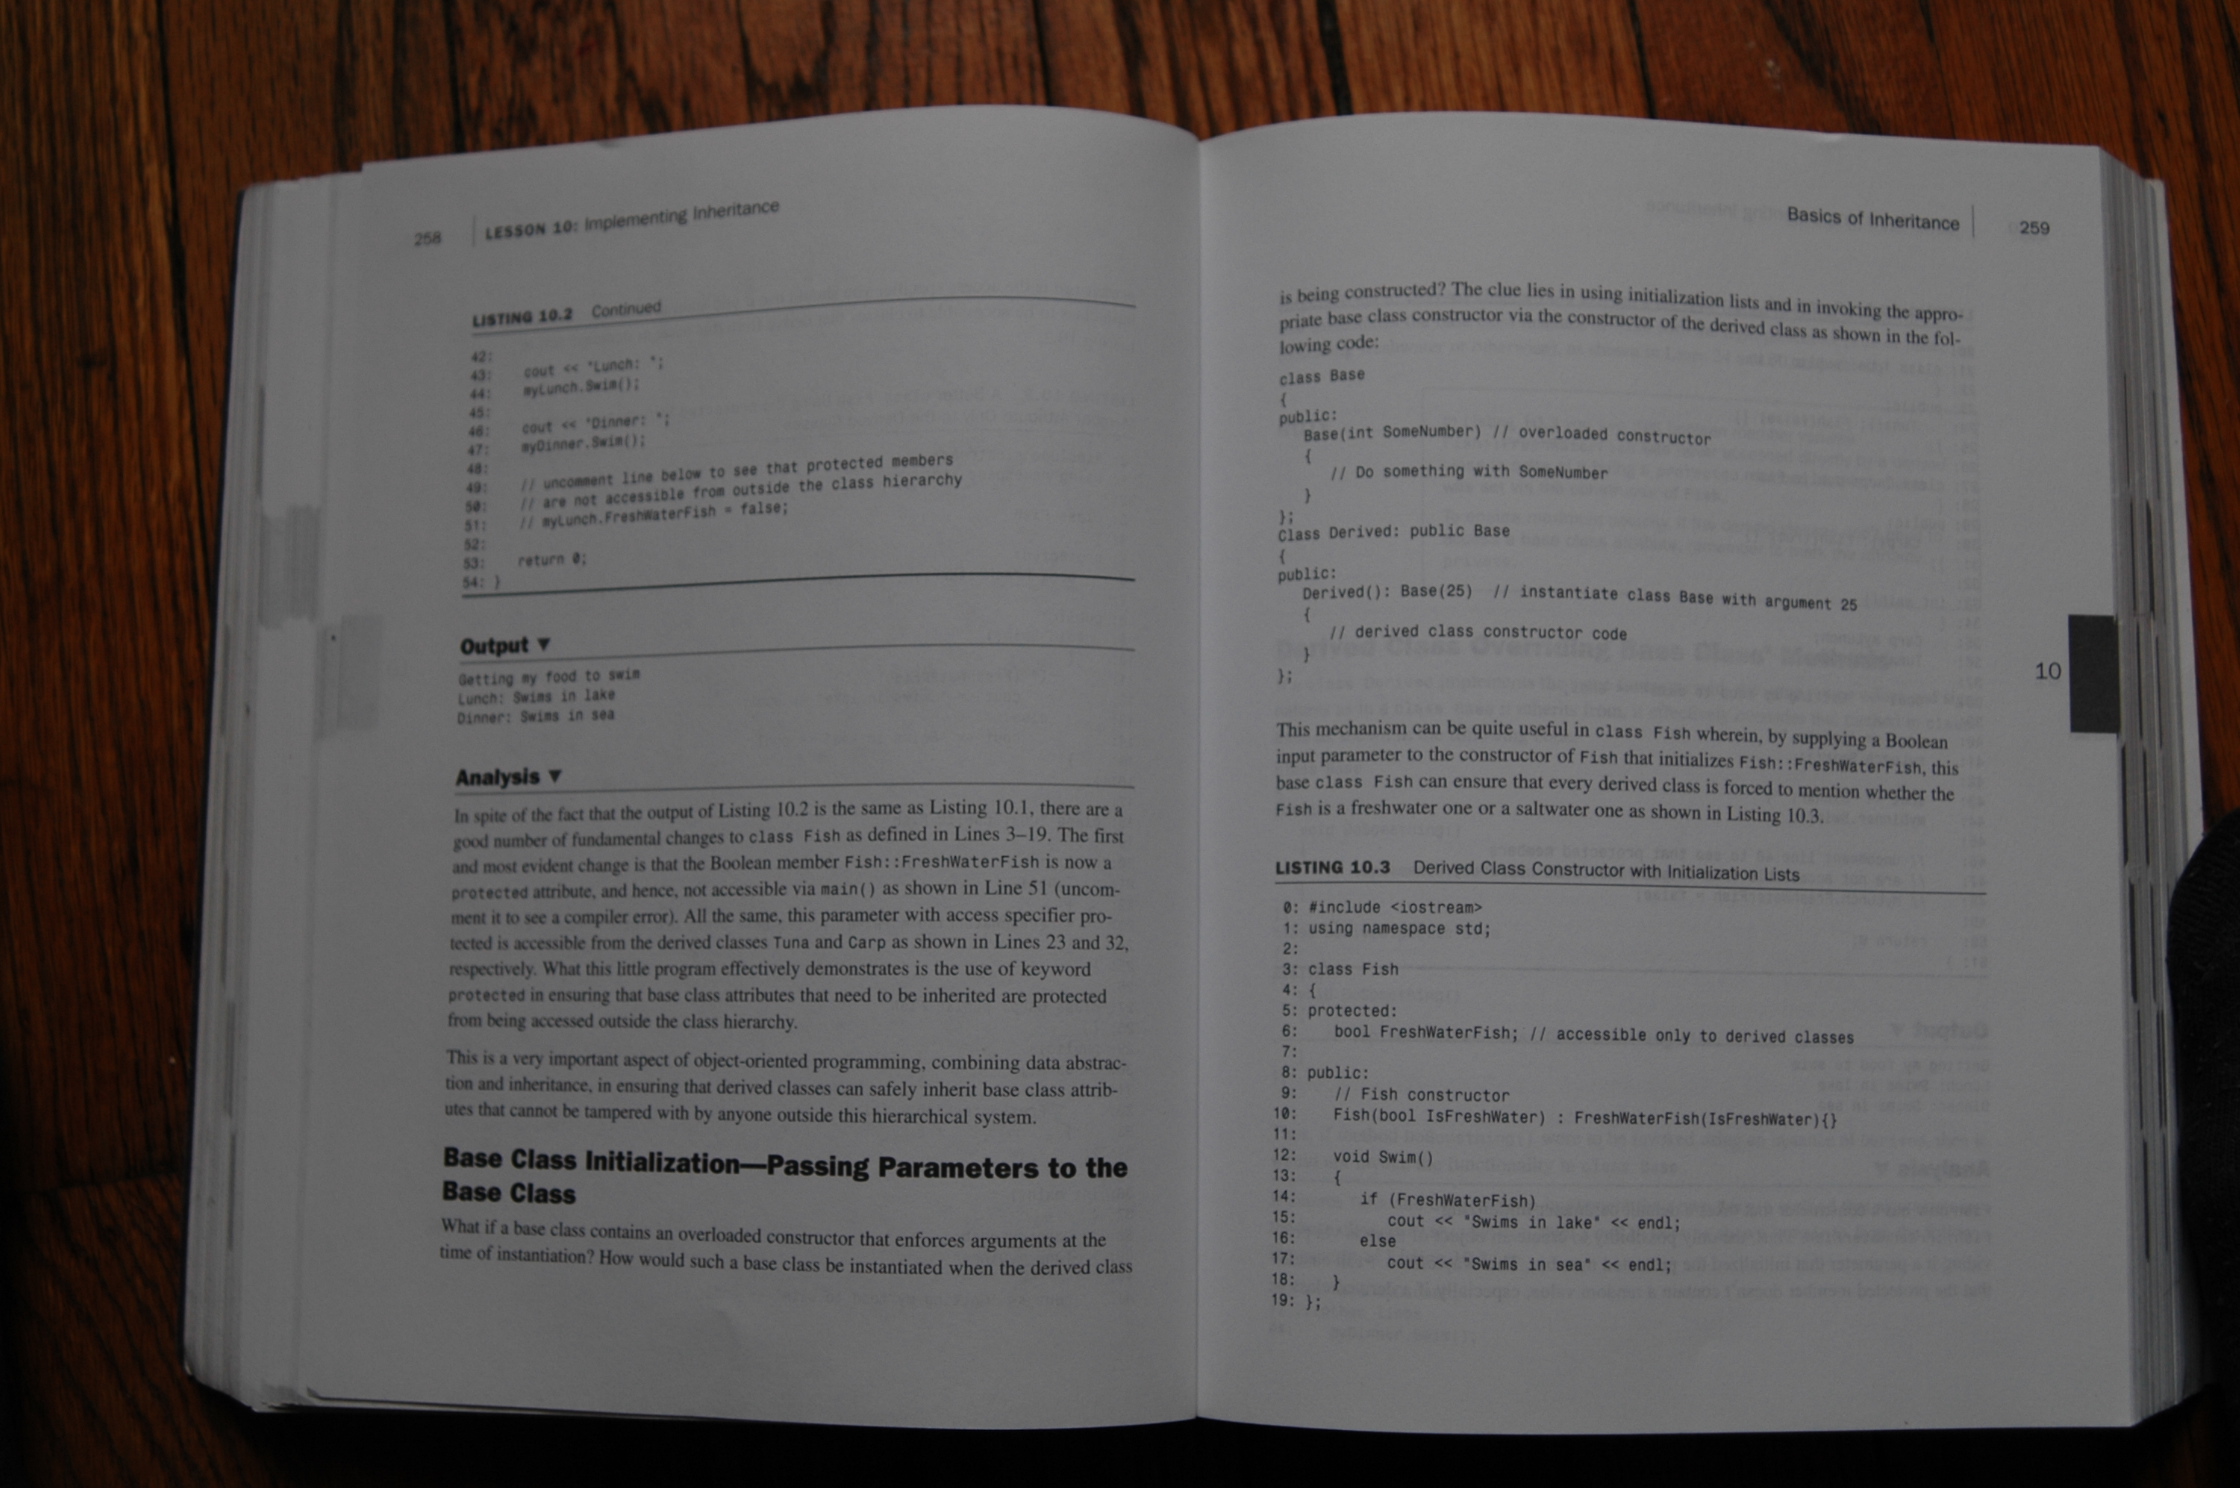 258 | LESSON 10: Implementing Inheritance
LISTING 10.2 Continued
42:
43:     cout << "Lunch: ";
44:     myLunch.Swim();
45:
46:     cout << "Dinner: ";
47:     myDinner.Swim();
48:
49:     // uncomment line below to see that protected members
50:     // are not accessible from outside the class hierarchy
51:     // myLunch.FreshWaterFish = false;
52:
53:     return 0;
54: }
Output ▼
Getting my food to swim
Lunch: Swims in lake
Dinner: Swims in sea
Analysis ▼
In spite of the fact that the output of Listing 10.2 is the same as Listing 10.1, there are a
good number of fundamental changes to class Fish as defined in Lines 3–19. The first
and most evident change is that the Boolean member Fish::FreshWaterFish is now a
protected attribute, and hence, not accessible via main() as shown in Line 51 (uncom-
ment it to see a compiler error). All the same, this parameter with access specifier pro-
tected is accessible from the derived classes Tuna and Carp as shown in Lines 23 and 32,
respectively. What this little program effectively demonstrates is the use of keyword
protected in ensuring that base class attributes that need to be inherited are protected
from being accessed outside the class hierarchy.
This is a very important aspect of object-oriented programming, combining data abstrac-
tion and inheritance, in ensuring that derived classes can safely inherit base class attrib-
utes that cannot be tampered with by anyone outside this hierarchical system.
Base Class Initialization—Passing Parameters to the
Base Class
What if a base class contains an overloaded constructor that enforces arguments at the
time of instantiation? How would such a base class be instantiated when the derived class
Basics of Inheritance | 259
is being constructed? The clue lies in using initialization lists and in invoking the appro-
priate base class constructor via the constructor of the derived class as shown in the fol-
lowing code:
class Base
{
public:
    Base(int SomeNumber) // overloaded constructor
    {
        // Do something with SomeNumber
    }
};
Class Derived: public Base
{
public:
    Derived(): Base(25)  // instantiate class Base with argument 25
    {
        // derived class constructor code
    }
};
10
This mechanism can be quite useful in class Fish wherein, by supplying a Boolean
input parameter to the constructor of Fish that initializes Fish::FreshWaterFish, this
base class Fish can ensure that every derived class is forced to mention whether the
Fish is a freshwater one or a saltwater one as shown in Listing 10.3.
LISTING 10.3 Derived Class Constructor with Initialization Lists
0: #include <iostream>
1: using namespace std;
2:
3: class Fish
4: {
5: protected:
6:     bool FreshWaterFish; // accessible only to derived classes
7:
8: public:
9:     // Fish constructor
10:     Fish(bool IsFreshWater) : FreshWaterFish(IsFreshWater){}
11:
12:     void Swim()
13:     {
14:         if (FreshWaterFish)
15:             cout << "Swims in lake" << endl;
16:         else
17:             cout << "Swims in sea" << endl;
18:     }
19: };